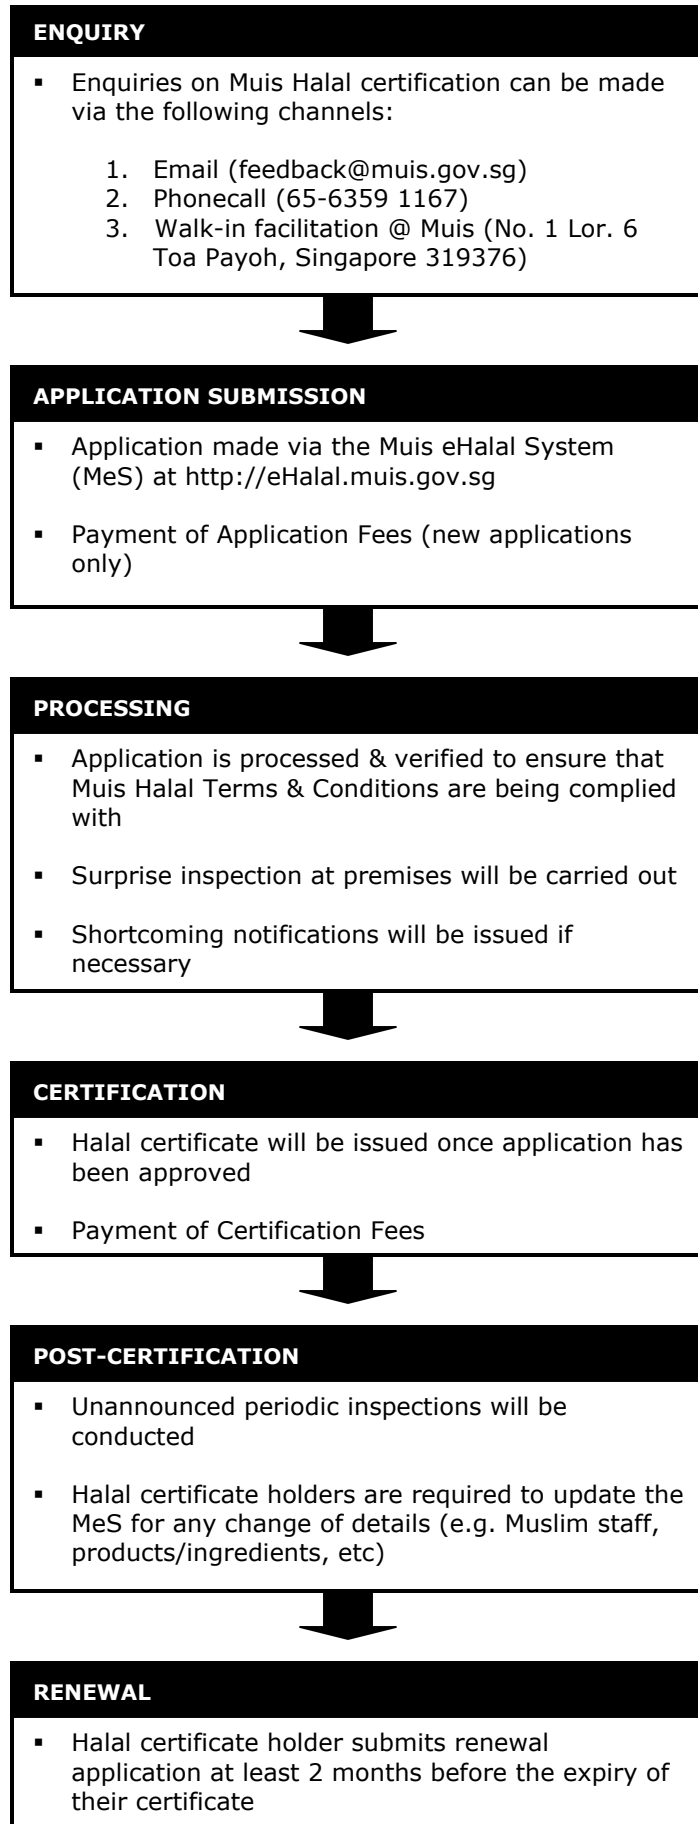 ENQUIRY
▪ Enquiries on Muis Halal certification can be made
via the following channels:
1. Email (feedback@muis.gov.sg)
2. Phonecall (65-6359 1167)
3. Walk-in facilitation @ Muis (No. 1 Lor. 6
Toa Payoh, Singapore 319376)
APPLICATION SUBMISSION
▪ Application made via the Muis eHalal System
(MeS) at http://eHalal.muis.gov.sg
▪ Payment of Application Fees (new applications
only)
PROCESSING
▪ Application is processed & verified to ensure that
Muis Halal Terms & Conditions are being complied
with
▪ Surprise inspection at premises will be carried out
▪ Shortcoming notifications will be issued if
necessary
CERTIFICATION
▪ Halal certificate will be issued once application has
been approved
▪ Payment of Certification Fees
POST-CERTIFICATION
▪ Unannounced periodic inspections will be
conducted
▪ Halal certificate holders are required to update the
MeS for any change of details (e.g. Muslim staff,
products/ingredients, etc)
RENEWAL
▪ Halal certificate holder submits renewal
application at least 2 months before the expiry of
their certificate